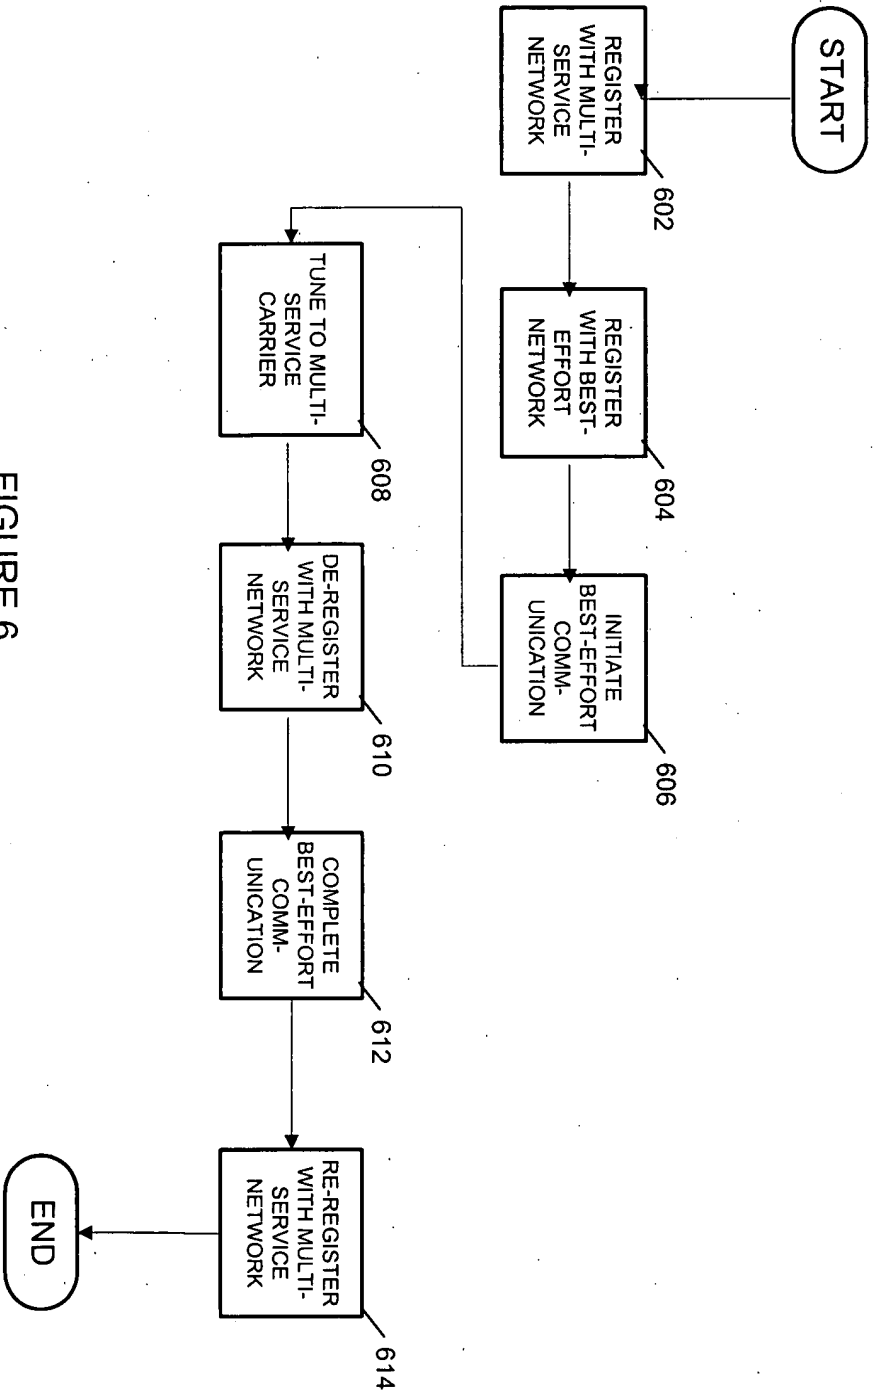 START
REGISTER
WITH MULTI-
SERVICE
NETWORK
602
REGISTER
WITH BEST-
EFFORT
NETWORK
604
INITIATE
BEST-EFFORT
COMM-
UNICATION
606
TUNE TO MULTI-
SERVICE
CARRIER
608
DE-REGISTER
WITH MULTI-
SERVICE
NETWORK
610
COMPLETE
BEST-EFFORT
COMM-
UNICATION
612
RE-REGISTER
WITH MULTI-
SERVICE
NETWORK
614
END
FIGURE 6